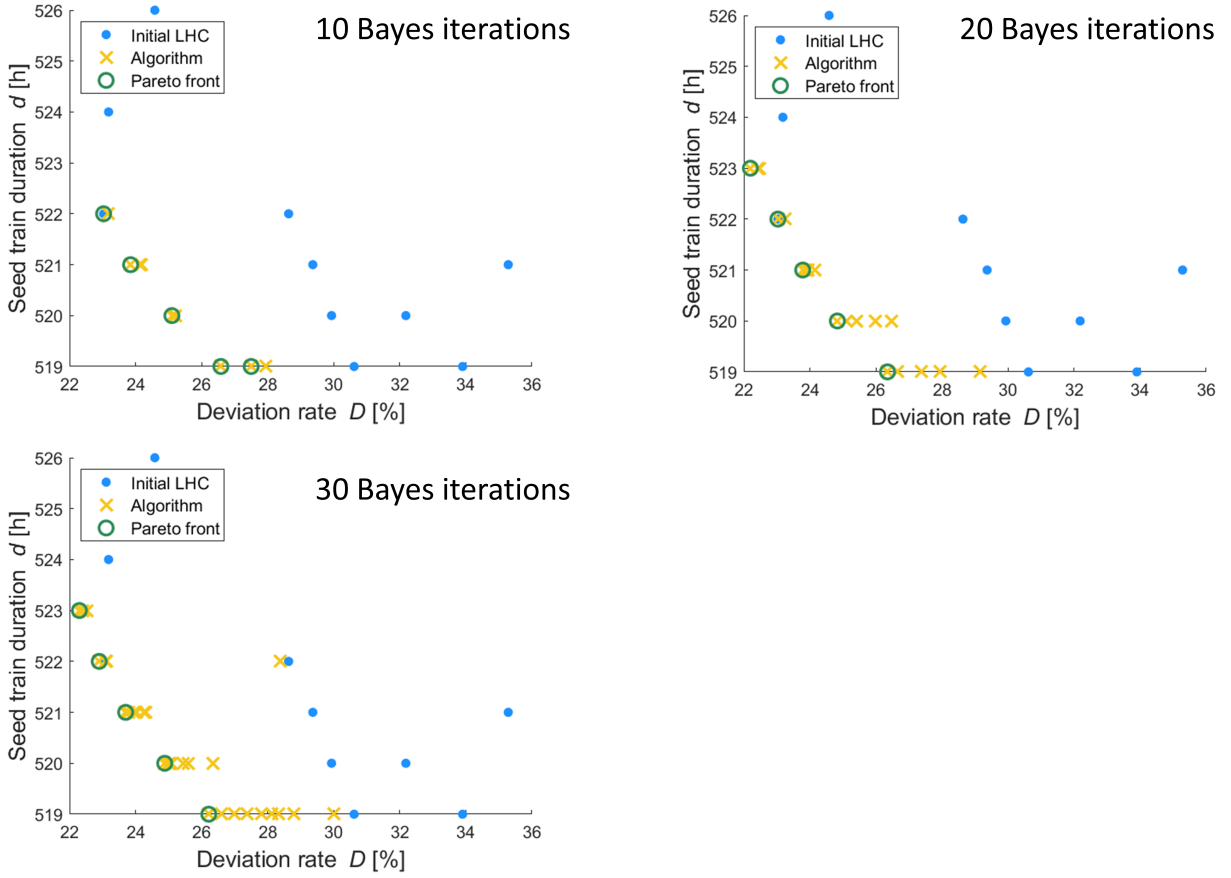 10 Bayes iterations
Seed train duration d [h]
526
525
524
523
522
521
520
519
Initial LHC
Algorithm
Pareto front
22
24
26
28
30
32
34
36
Deviation rate D [%]
20 Bayes iterations
Seed train duration d [h]
526
525
524
523
522
521
520
519
Initial LHC
Algorithm
Pareto front
22
24
26
28
30
32
34
36
Deviation rate D [%]
30 Bayes iterations
Seed train duration d [h]
526
525
524
523
522
521
520
519
Initial LHC
Algorithm
Pareto front
22
24
26
28
30
32
34
36
Deviation rate D [%]